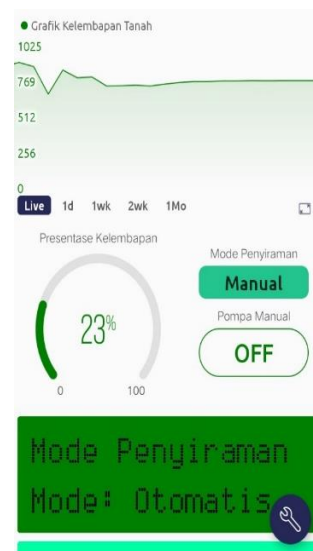 Grafik Kelembapan Tanah
1025
769
512
256
0
Live 1d 1wk 2wk 1Mo
Presentase Kelembapan
23%
0 100
Mode Penyiraman
Manual
Pompa Manual
OFF
Mode Penyiraman
Mode: Otomatis